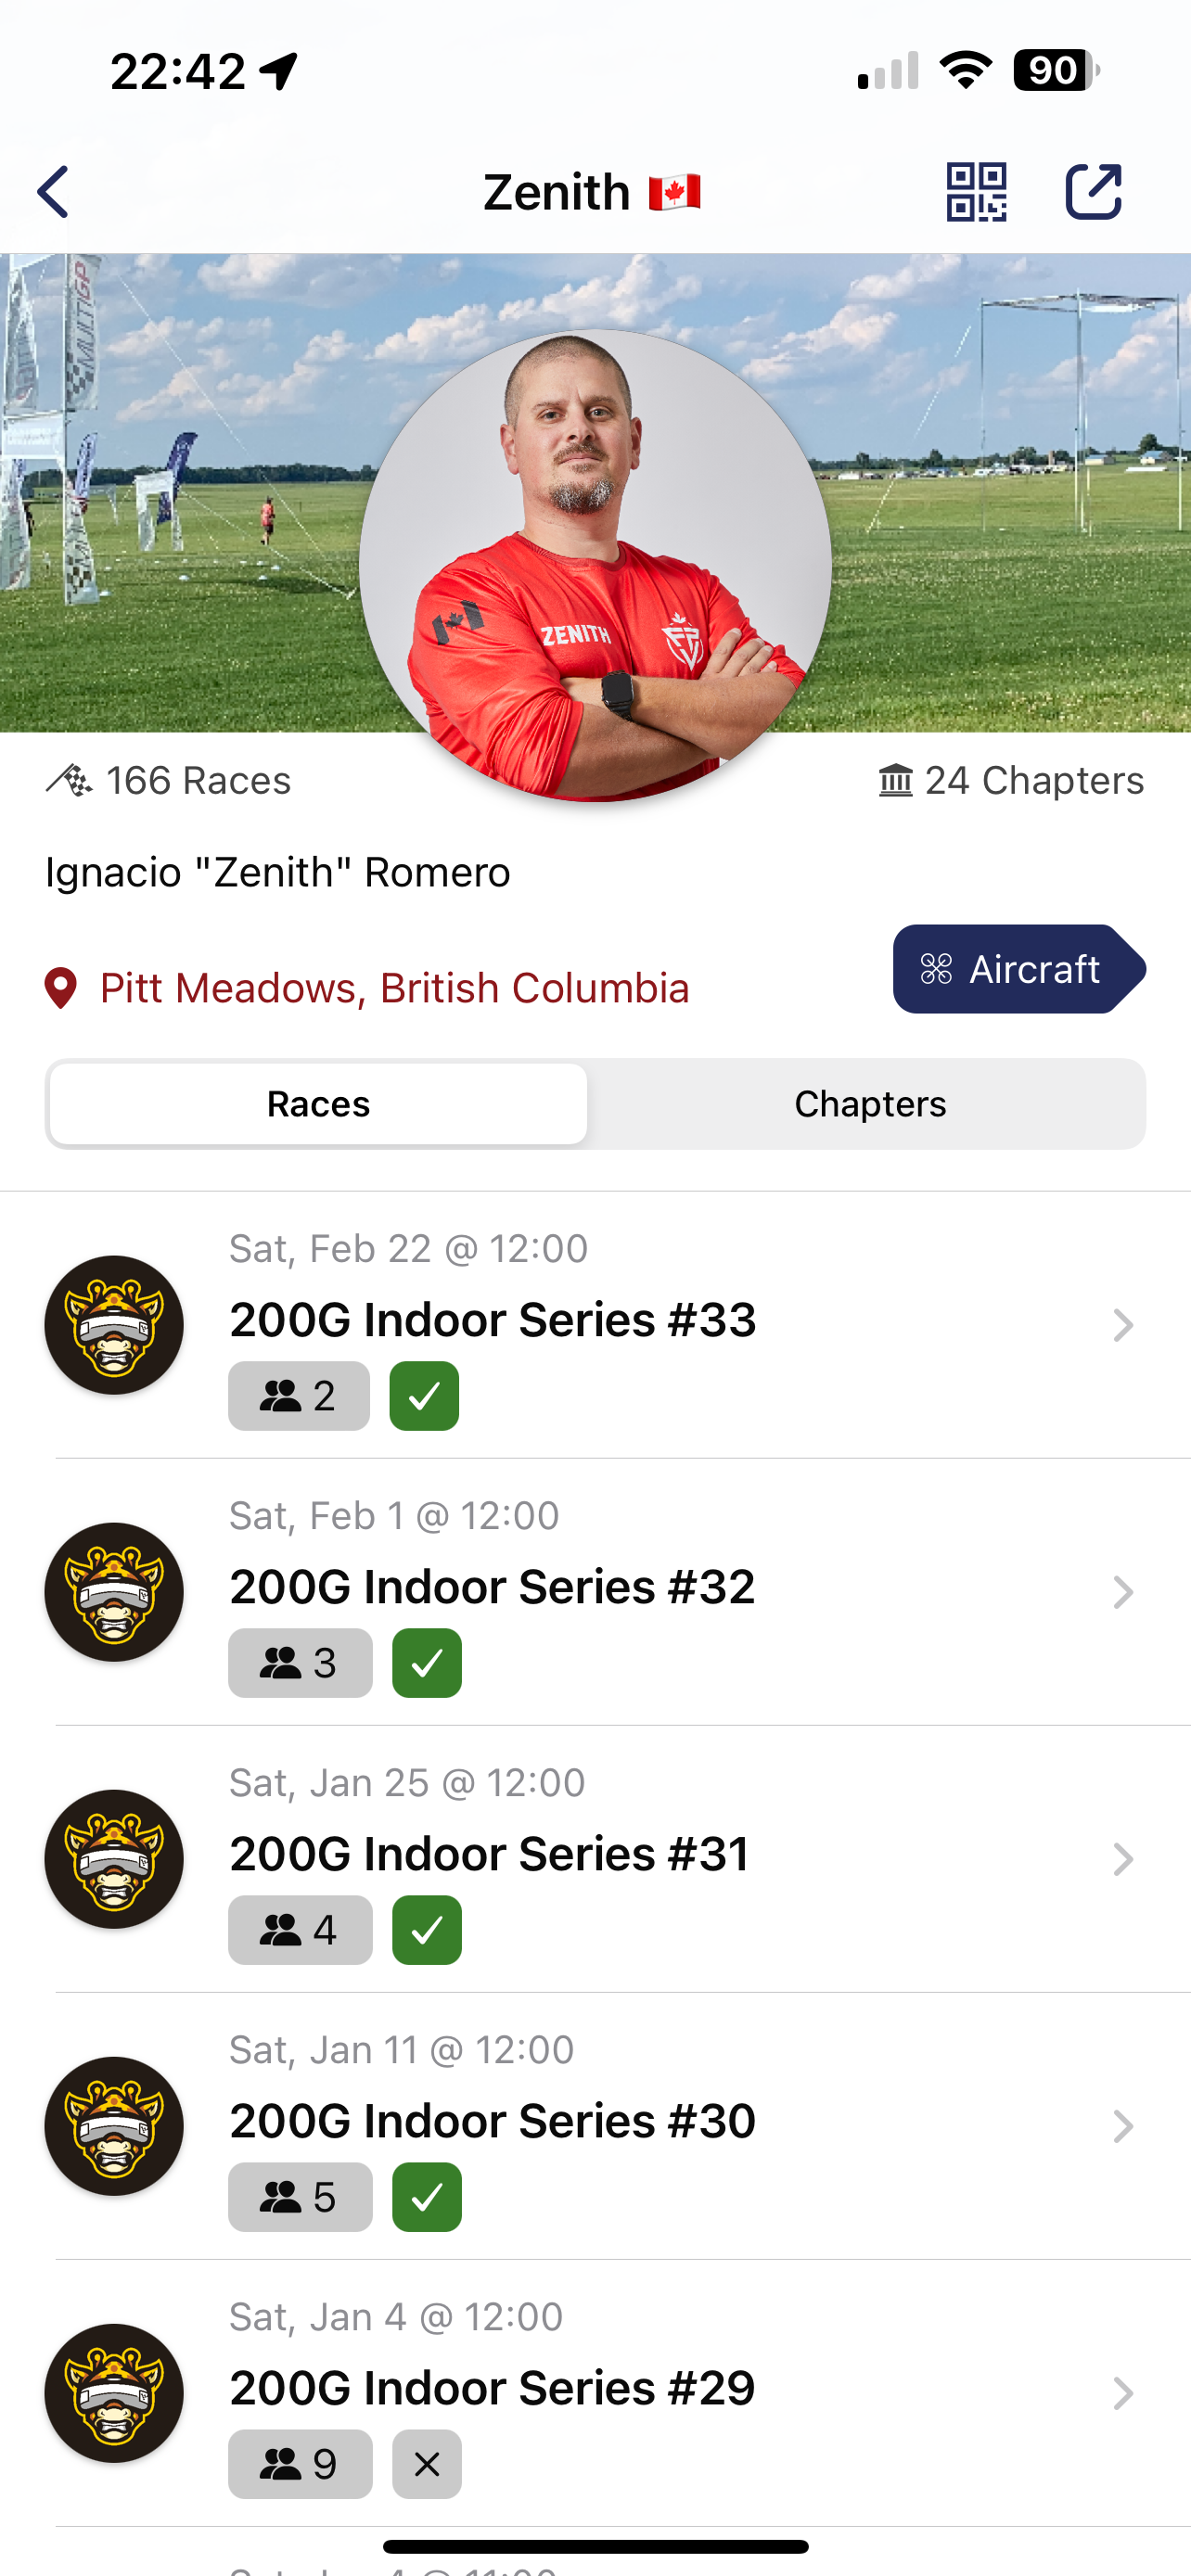 22:42
90
Zenith
MULTIGP
ZENITH
166 Races
24 Chapters
Ignacio "Zenith" Romero
Aircraft
Pitt Meadows, British Columbia
Races
Chapters
Sat, Feb 22 @ 12:00
200G Indoor Series #33
2
Sat, Feb 1 @ 12:00
200G Indoor Series #32
3
Sat, Jan 25 @ 12:00
200G Indoor Series #31
4
Sat, Jan 11 @ 12:00
200G Indoor Series #30
5
Sat, Jan 4 @ 12:00
200G Indoor Series #29
9